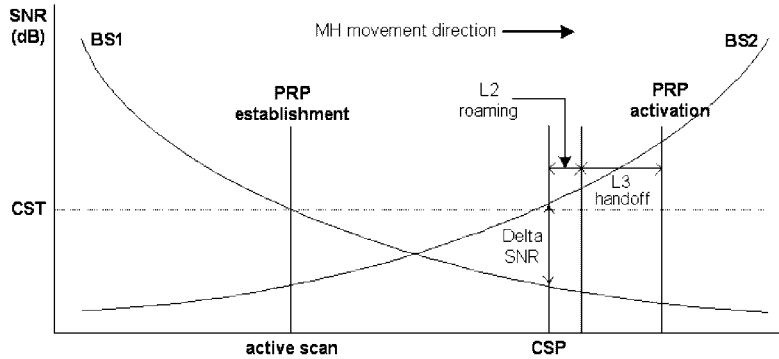 SNR
(dB)
BS1
MH movement direction
BS2
PRP
establishment
L2
roaming
PRP
activation
L3
handoff
CST
Delta
SNR
active scan
CSP